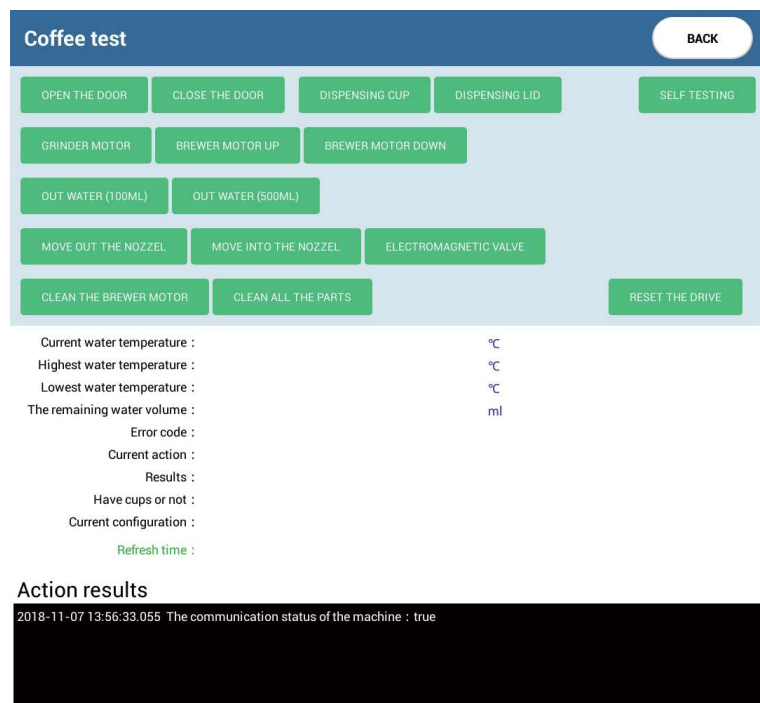 Coffee test BACK
OPEN THE DOOR CLOSE THE DOOR DISPENSING CUP DISPENSING LID SELF TESTING
GRINDER MOTOR BREWER MOTOR UP BREWER MOTOR DOWN
OUT WATER (100ML) OUT WATER (500ML)
MOVE OUT THE NOZZEL MOVE INTO THE NOZZEL ELECTROMAGNETIC VALVE
CLEAN THE BREWER MOTOR CLEAN ALL THE PARTS RESET THE DRIVE
Current water temperature : ℃
Highest water temperature : ℃
Lowest water temperature : ℃
The remaining water volume : ml
Error code :
Current action :
Results :
Have cups or not :
Current configuration :
Refresh time :
Action results
2018-11-07 13:56:33.055 The communication status of the machine : true